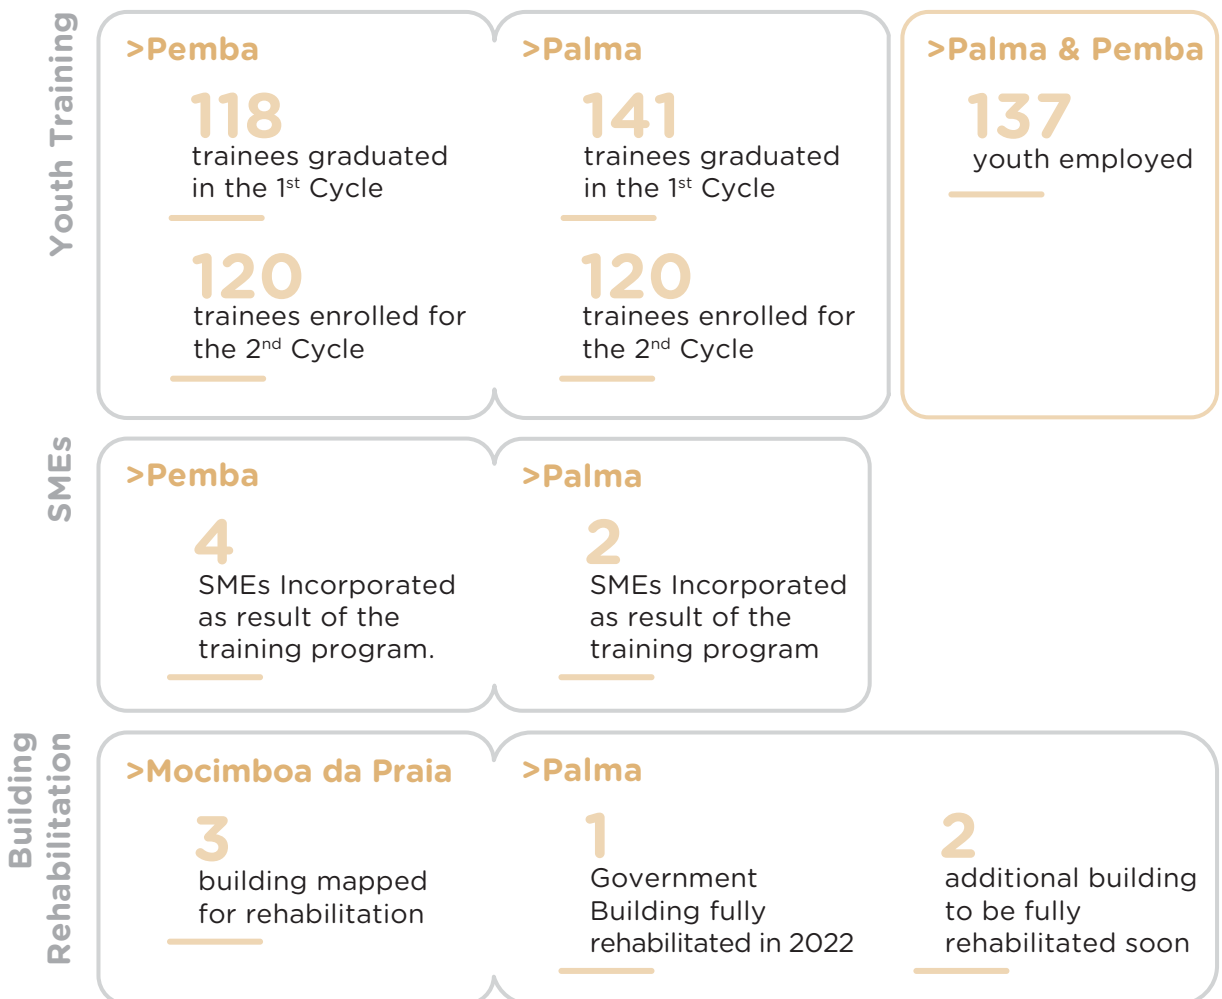 Youth Training
>Pemba
118
trainees graduated
in the 1st Cycle
120
trainees enrolled for
the 2nd Cycle
>Palma
141
trainees graduated
in the 1st Cycle
120
trainees enrolled for
the 2nd Cycle
>Palma & Pemba
137
youth employed
SMEs
>Pemba
4
SMEs Incorporated
as result of the
training program.
>Palma
2
SMEs Incorporated
as result of the
training program
Building
Rehabilitation
>Mocimboa da Praia
3
building mapped
for rehabilitation
>Palma
1
Government
Building fully
rehabilitated in 2022
2
additional building
to be fully
rehabilitated soon